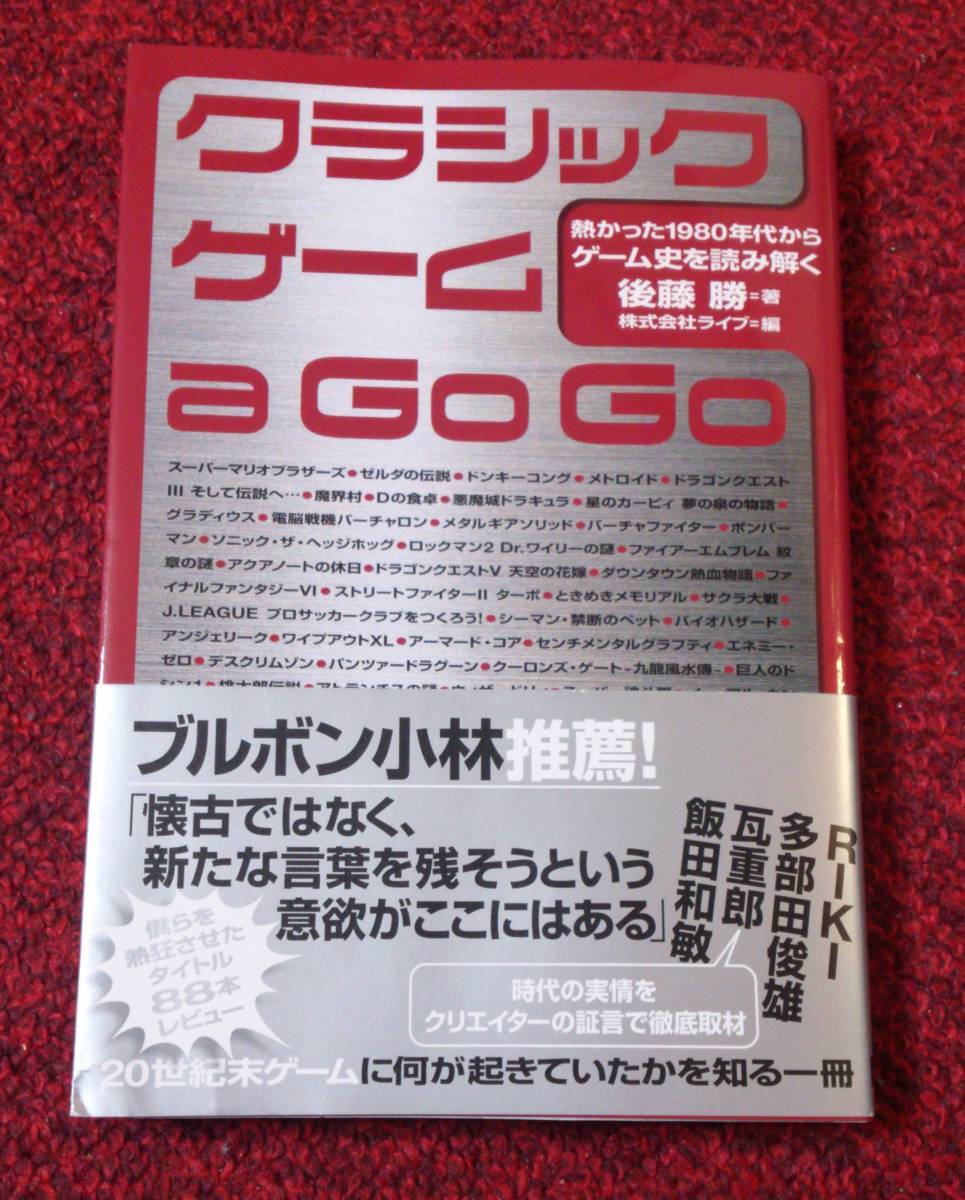 クラシック
ゲーム
a Go Go
熱かった1980年代から
ゲーム史を読み解く
後藤 勝=著
株式会社ライブ=編
スーパーマリオブラザーズ●ゼルダの伝説●ドンキーコング●メトロイド●ドラゴンクエスト
III そして伝説へ…●魔界村●Dの食卓●悪魔城ドラキュラ●星のカービィ 夢の泉の物語●
グラディウス●電脳戦機バーチャロン●メタルギアソリッド●バーチャファイター●ボンバー
マン●ソニック・ザ・ヘッジホッグ●ロックマン2 Dr.ワイリーの謎●ファイアーエムブレム 紋
章の謎●アクアノートの休日●ドラゴンクエストV 天空の花嫁●ダウンタウン熱血物語●ファ
イナルファンタジーVI●ストリートファイターII ターボ●ときめきメモリアル●サクラ大戦●
J.LEAGUE プロサッカークラブをつくろう!●シーマン・禁断のペット●バイオハザード●
アンジェリーク●ワイプアウトXL●アーマード・コア●センチメンタルグラフティ●エネミー・
ゼロ●デスクリムゾン●パンツァードラグーン●クーロンズ・ゲート-九龍風水傳-●巨人のド
シン1●桃太郎伝説●アトランチスの謎●
ブルボン小林推薦!
「懐古ではなく、
新たな言葉を残そうという
意欲がここにはある」
RIKI
多部田俊雄
瓦重郎
飯田和敏
時代の実情を
クリエイターの証言で徹底取材
僕らを
熱狂させた
タイトル
88本
レビュー
20世紀末ゲームに何が起きていたかを知る一冊